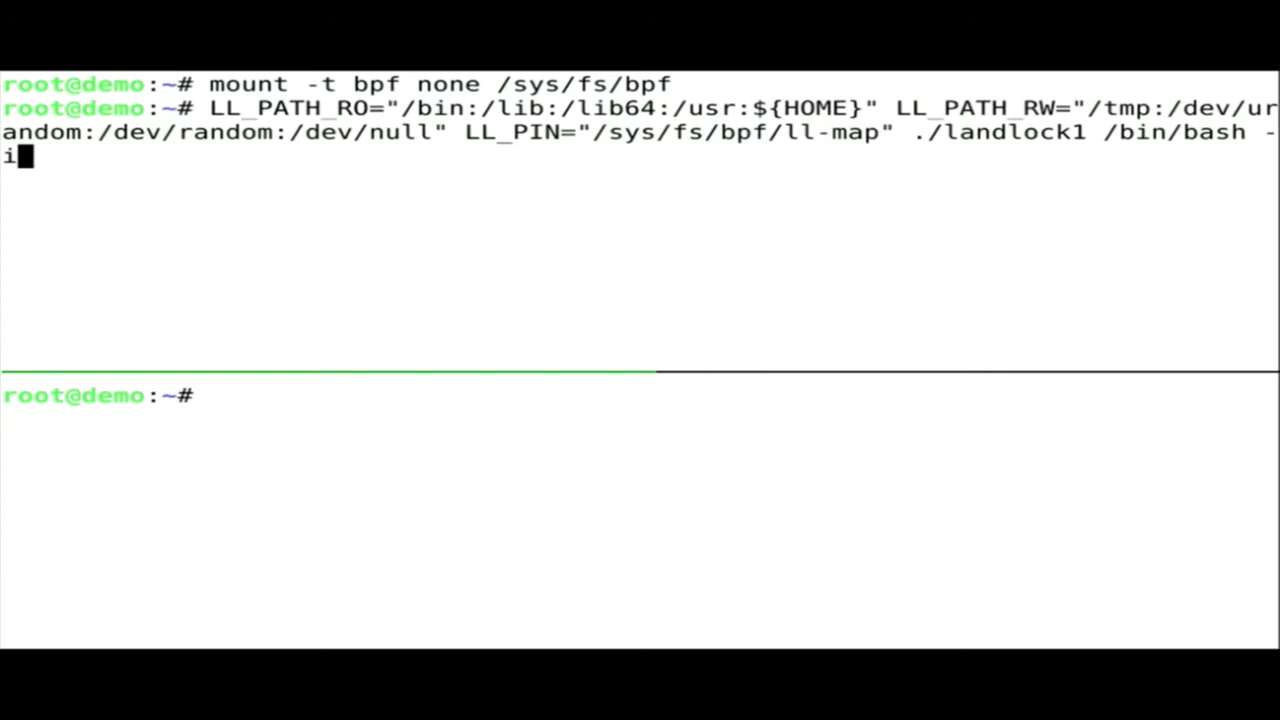 root@demo:~# mount -t bpf none /sys/fs/bpf
root@demo:~# LL_PATH_RO="/bin:/lib:/lib64:/usr:${HOME}" LL_PATH_RW="/tmp:/dev/ur
andom:/dev/random:/dev/null" LL_PIN="/sys/fs/bpf/ll-map" ./landlock1 /bin/bash -
i
root@demo:~#